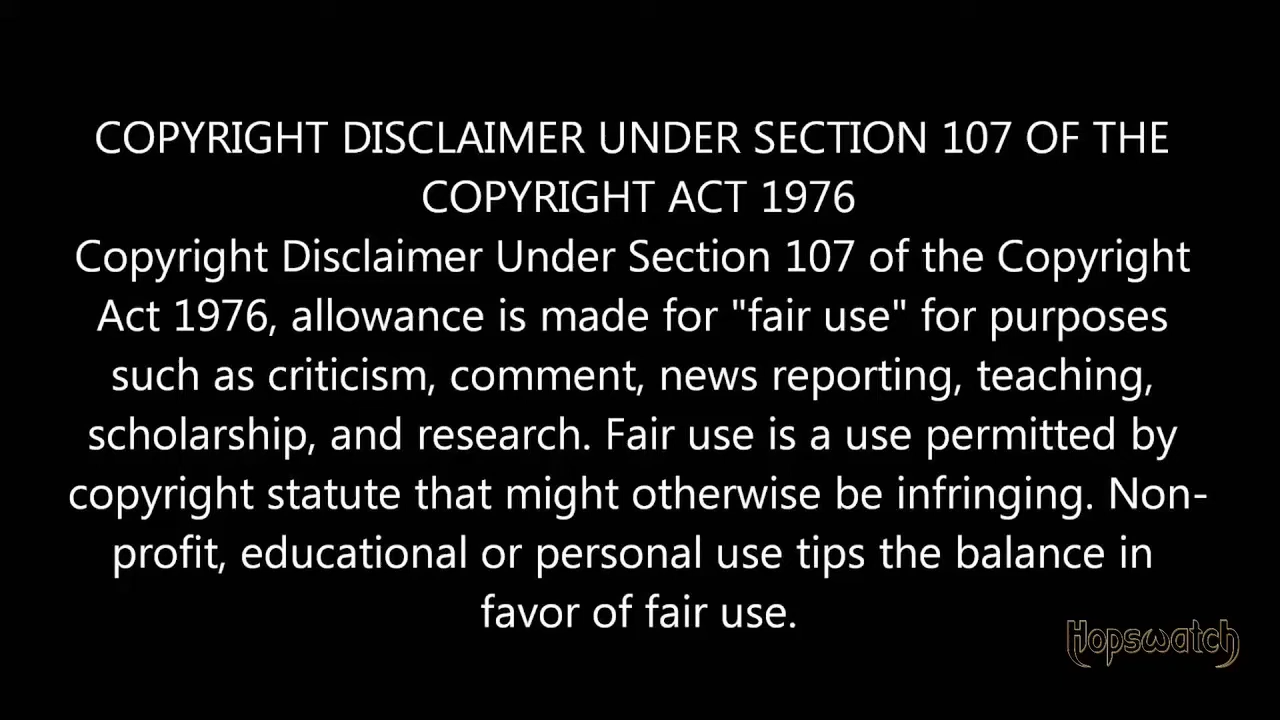 COPYRIGHT DISCLAIMER UNDER SECTION 107 OF THE
COPYRIGHT ACT 1976
Copyright Disclaimer Under Section 107 of the Copyright
Act 1976, allowance is made for "fair use" for purposes
such as criticism, comment, news reporting, teaching,
scholarship, and research. Fair use is a use permitted by
copyright statute that might otherwise be infringing. Non-
profit, educational or personal use tips the balance in
favor of fair use.
Hopswatch